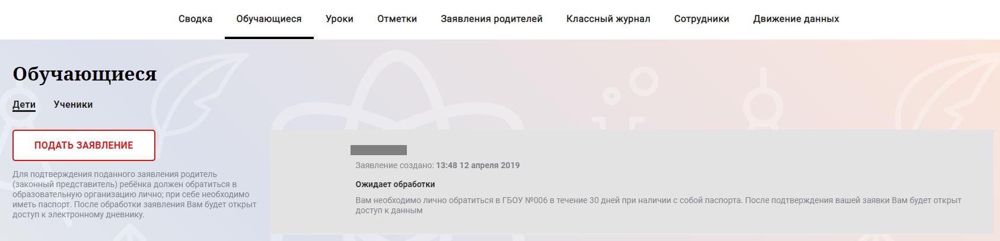 Сводка Обучающиеся Уроки Отметки Заявления родителей Классный журнал Сотрудники Движение данных
Обучающиеся
Дети Ученики
ПОДАТЬ ЗАЯВЛЕНИЕ
Для подтверждения поданного заявления родитель
(законный представитель) ребёнка должен обратиться в
образовательную организацию лично; при себе необходимо
иметь паспорт. После обработки заявления Вам будет открыт
доступ к электронному дневнику.
Заявление создано: 13:48 12 апреля 2019
Ожидает обработки
Вам необходимо лично обратиться в ГБОУ №006 в течение 30 дней при наличии с собой паспорта. После подтверждения вашей заявки Вам будет открыт
доступ к данным